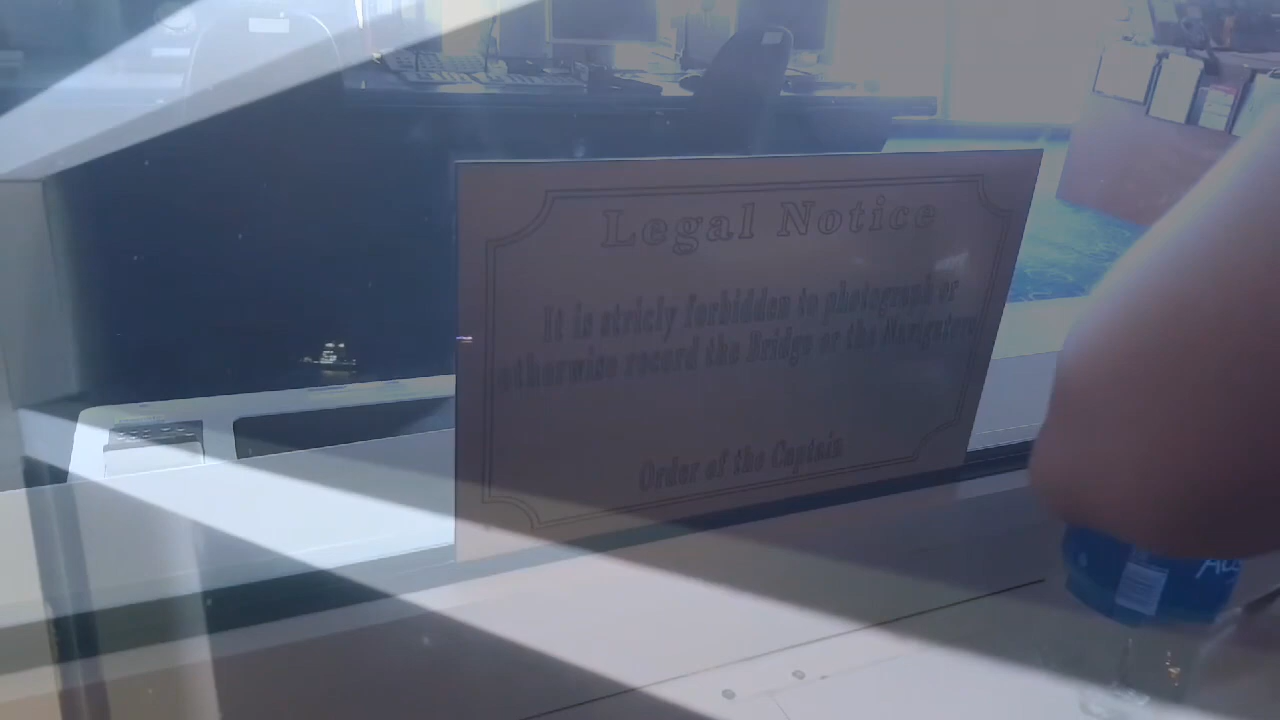 Legal Notice
It is stricly forbidden to photograph or
otherwise record the Bridge or the Navigators
Order of the Captain